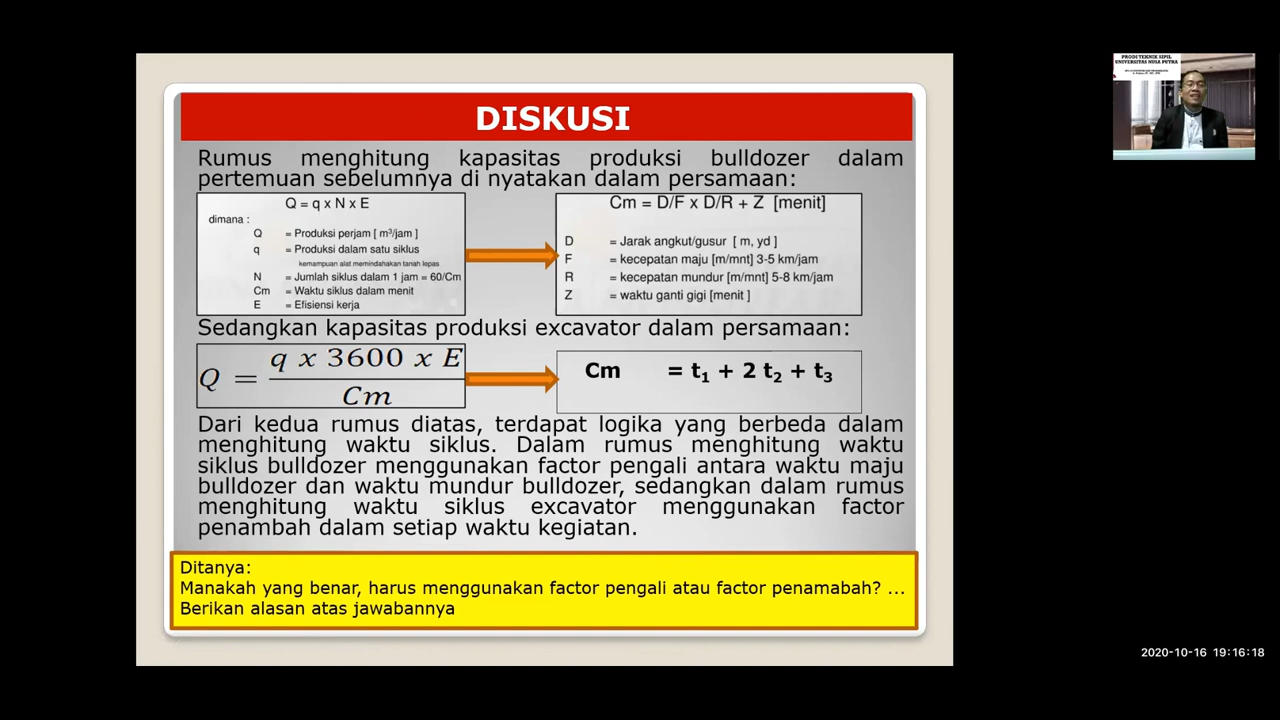 DISKUSI
Rumus menghitung kapasitas produksi bulldozer dalam
pertemuan sebelumnya di nyatakan dalam persamaan:
Q = q x N x E
dimana :
Q = Produksi perjam [ m³/jam ]
q = Produksi dalam satu siklus
kemampuan alat memindahakan tanah lepas
N = Jumlah siklus dalam 1 jam = 60/Cm
Cm = Waktu siklus dalam menit
E = Efisiensi kerja
Cm = D/F x D/R + Z [menit]
D = Jarak angkut/gusur [ m, yd ]
F = kecepatan maju [m/mnt] 3-5 km/jam
R = kecepatan mundur [m/mnt] 5-8 km/jam
Z = waktu ganti gigi [menit ]
Sedangkan kapasitas produksi excavator dalam persamaan:
Q = q x 3600 x E / Cm
Cm = t₁ + 2 t₂ + t₃
Dari kedua rumus diatas, terdapat logika yang berbeda dalam
menghitung waktu siklus. Dalam rumus menghitung waktu
siklus bulldozer menggunakan factor pengali antara waktu maju
bulldozer dan waktu mundur bulldozer, sedangkan dalam rumus
menghitung waktu siklus excavator menggunakan factor
penambah dalam setiap waktu kegiatan.
Ditanya:
Manakah yang benar, harus menggunakan factor pengali atau factor penamabah? ...
Berikan alasan atas jawabannya
PRODI TEKNIK SIPIL
UNIVERSITAS NUSA PUTRA
2020-10-16 19:16:18